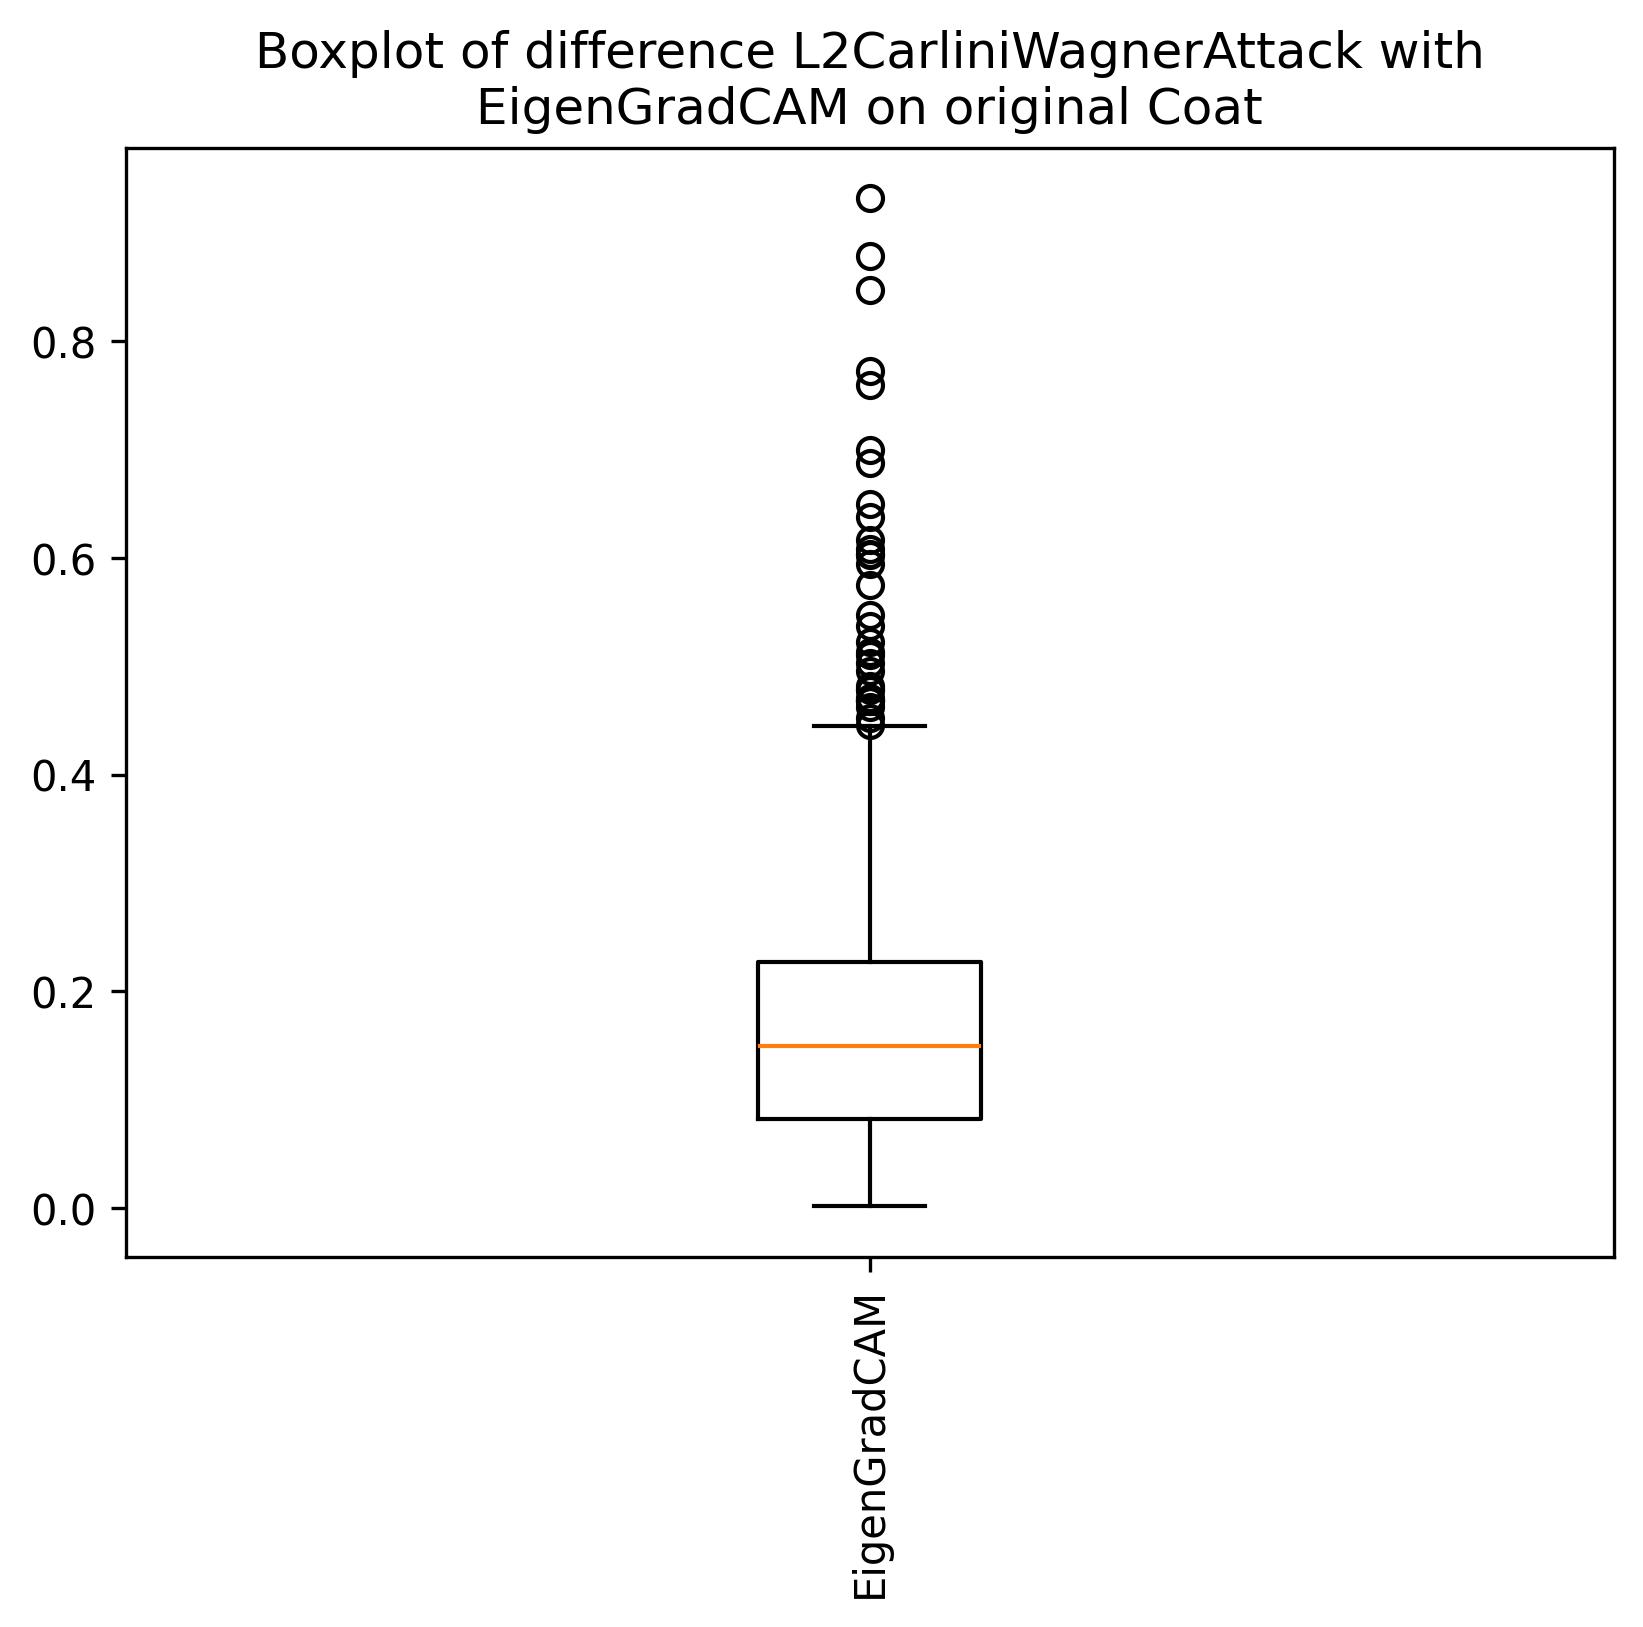 Boxplot of difference L2CarliniWagnerAttack with
EigenGradCAM on original Coat
0.8
0.6
0.4
0.2
0.0
EigenGradCAM